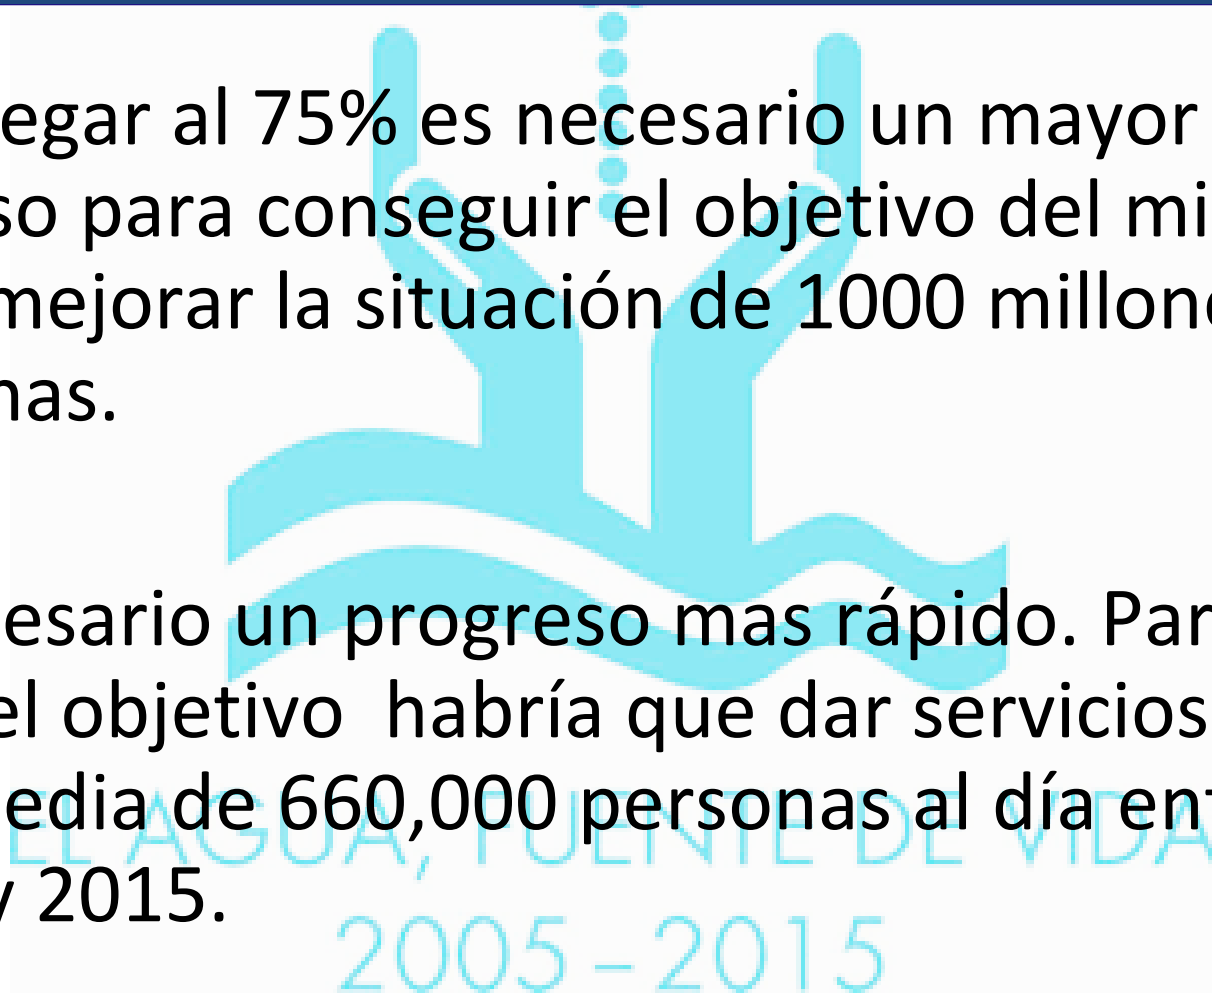 egar al 75% es necesario un mayor
so para conseguir el objetivo del mi
mejorar la situación de 1000 millon
nas.
esario un progreso mas rápido. Par
el objetivo habría que dar servicios
edia de 660,000 personas al día en
EL AGUA, FUENTE DE VIDA
y 2015.
2005–2015